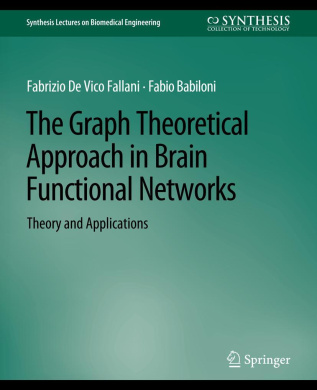 Synthesis Lectures on Biomedical Engineering
SYNTHESIS
COLLECTION OF TECHNOLOGY
Fabrizio De Vico Fallani · Fabio Babiloni
The Graph Theoretical
Approach in Brain
Functional Networks
Theory and Applications
Springer